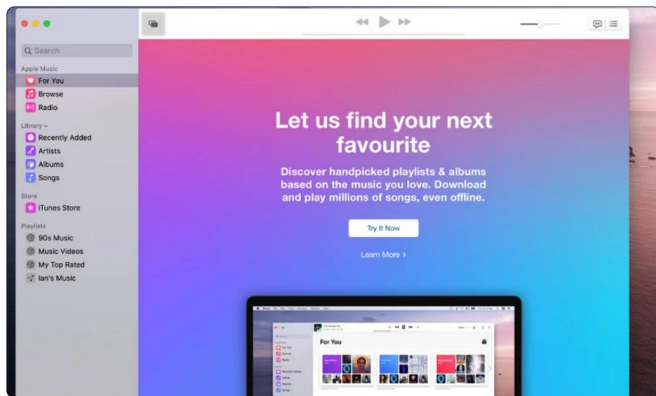 Search
Apple Music
For You
Browse
Radio
Library
Recently Added
Artists
Albums
Songs
Store
iTunes Store
Playlists
90s Music
Music Videos
My Top Rated
Ian's Music
Let us find your next
favourite
Discover handpicked playlists & albums
based on the music you love. Download
and play millions of songs, even offline.
Try It Now
Learn More >
For You